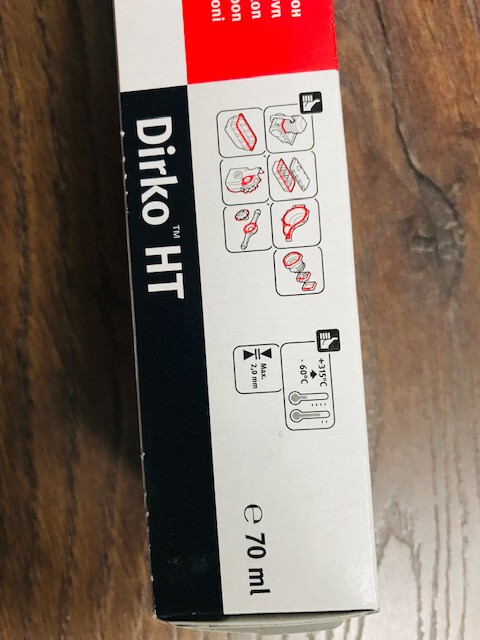 Dirko™ HT
+315°C
-60°C
Max.
2,0 mm
e 70 ml